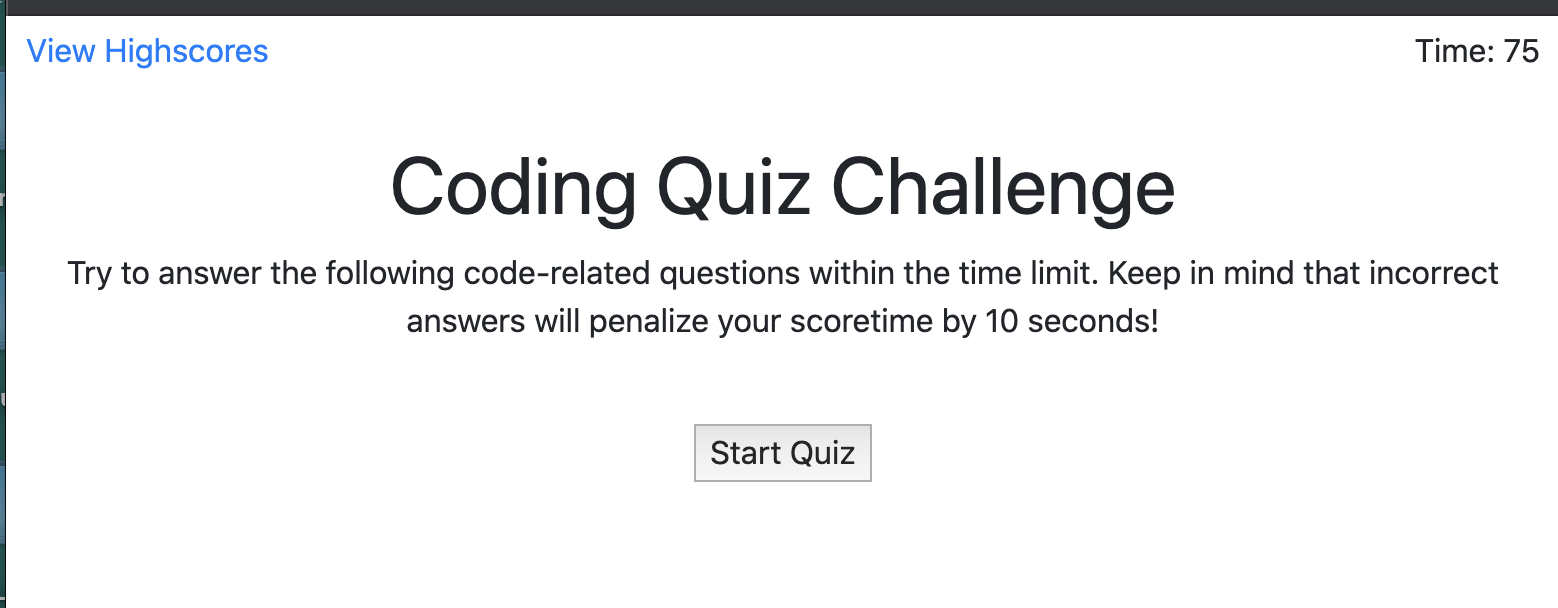 View Highscores
Time: 75
Coding Quiz Challenge
Try to answer the following code-related questions within the time limit. Keep in mind that incorrect
answers will penalize your scoretime by 10 seconds!
Start Quiz